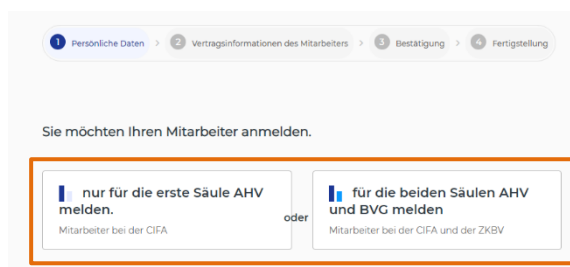 1 Persönliche Daten > 2 Vertragsinformationen des Mitarbeiters > 3 Bestätigung > 4 Fertigstellung
Sie möchten Ihren Mitarbeiter anmelden.
nur für die erste Säule AHV
melden.
Mitarbeiter bei der CIFA
oder
für die beiden Säulen AHV
und BVG melden
Mitarbeiter bei der CIFA und der ZKBV